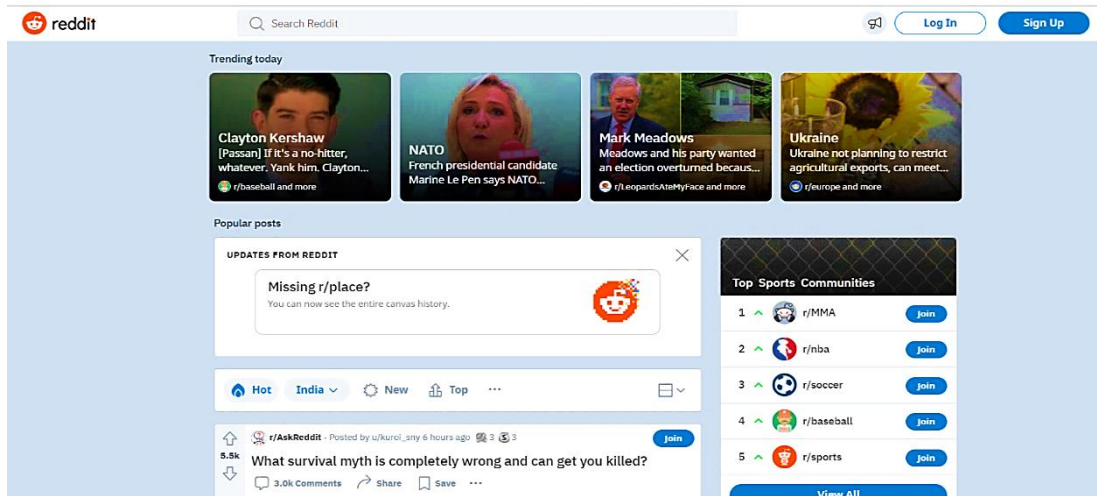 reddit
Search Reddit
Log In
Sign Up
Trending today
Clayton Kershaw
[Passan] If it's a no-hitter,
whatever. Yank him. Clayton...
r/baseball and more
NATO
French presidential candidate
Marine Le Pen says NATO...
Mark Meadows
Meadows and his party wanted
an election overturned becaus...
r/LeopardsAteMyFace and more
Ukraine
Ukraine not planning to restrict
agricultural exports, can meet...
r/europe and more
Popular posts
UPDATES FROM REDDIT
Missing r/place?
You can now see the entire canvas history.
Top Sports Communities
1 r/MMA Join
2 r/nba Join
3 r/soccer Join
4 r/baseball Join
5 r/sports Join
View All
Hot India New Top ...
r/AskReddit · Posted by u/kuroi_sny 6 hours ago 3 3 Join
5.5k
What survival myth is completely wrong and can get you killed?
3.0k Comments Share Save ...